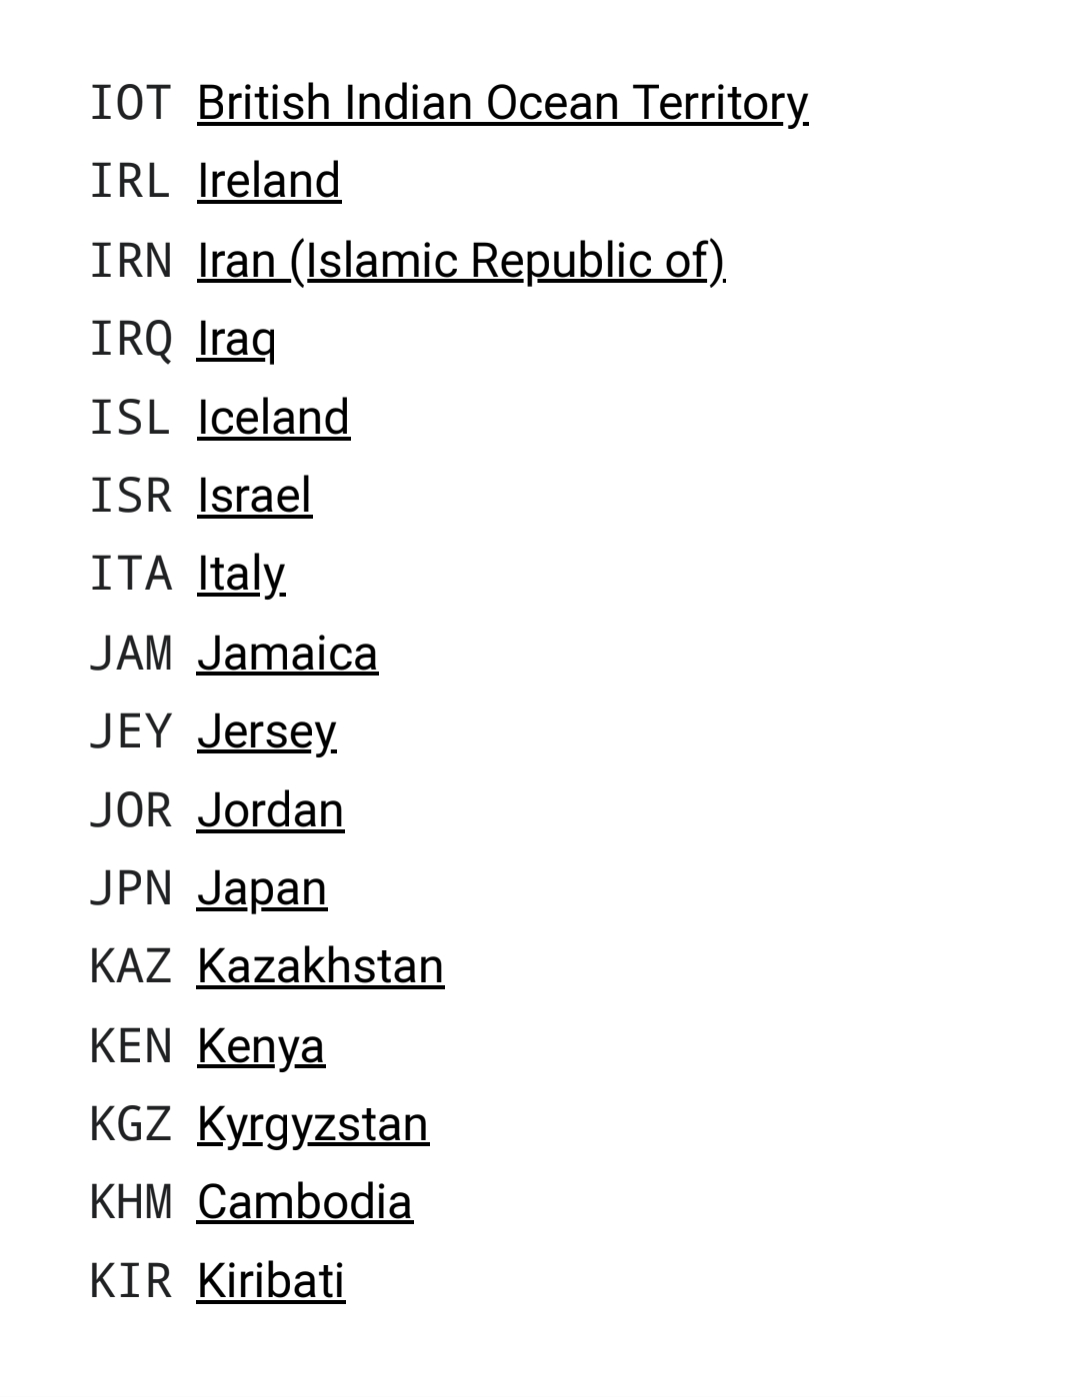 IOT British Indian Ocean Territory
IRL Ireland
IRN Iran (Islamic Republic of)
IRQ Iraq
ISL Iceland
ISR Israel
ITA Italy
JAM Jamaica
JEY Jersey
JOR Jordan
JPN Japan
KAZ Kazakhstan
KEN Kenya
KGZ Kyrgyzstan
KHM Cambodia
KIR Kiribati